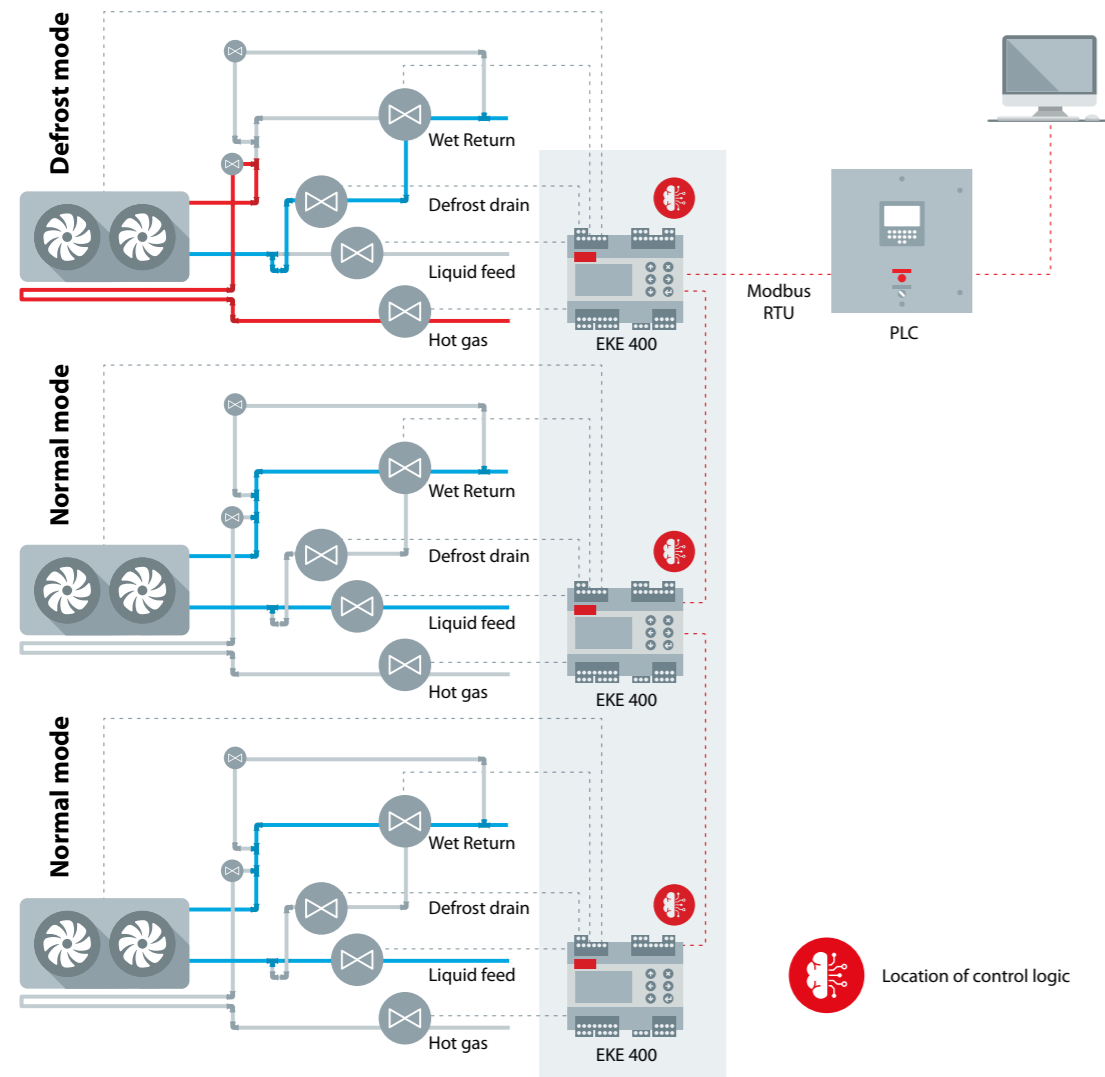 Defrost mode
Wet Return
Defrost drain
Liquid feed
Hot gas
EKE 400
Modbus
RTU
PLC
Normal mode
Wet Return
Defrost drain
Liquid feed
Hot gas
EKE 400
Normal mode
Wet Return
Defrost drain
Liquid feed
Hot gas
EKE 400
Location of control logic